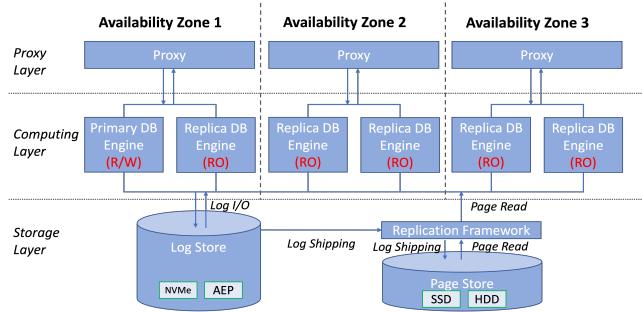 Availability Zone 1
Availability Zone 2
Availability Zone 3
Proxy
Layer
Proxy
Proxy
Proxy
Computing
Layer
Primary DB
Engine
(R/W)
Replica DB
Engine
(RO)
Replica DB
Engine
(RO)
Replica DB
Engine
(RO)
Replica DB
Engine
(RO)
Replica DB
Engine
(RO)
Log I/O
Page Read
Storage
Layer
Log Store
Log Shipping
Replication Framework
Log Shipping
Page Read
NVMe
AEP
Page Store
SSD
HDD